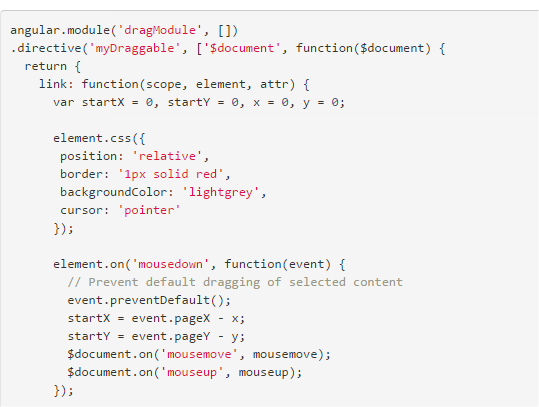 angular.module('dragModule', [])
.directive('myDraggable', ['$document', function($document) {
  return {
    link: function(scope, element, attr) {
      var startX = 0, startY = 0, x = 0, y = 0;

      element.css({
       position: 'relative',
       border: '1px solid red',
       backgroundColor: 'lightgrey',
       cursor: 'pointer'
      });

      element.on('mousedown', function(event) {
        // Prevent default dragging of selected content
        event.preventDefault();
        startX = event.pageX - x;
        startY = event.pageY - y;
        $document.on('mousemove', mousemove);
        $document.on('mouseup', mouseup);
      });